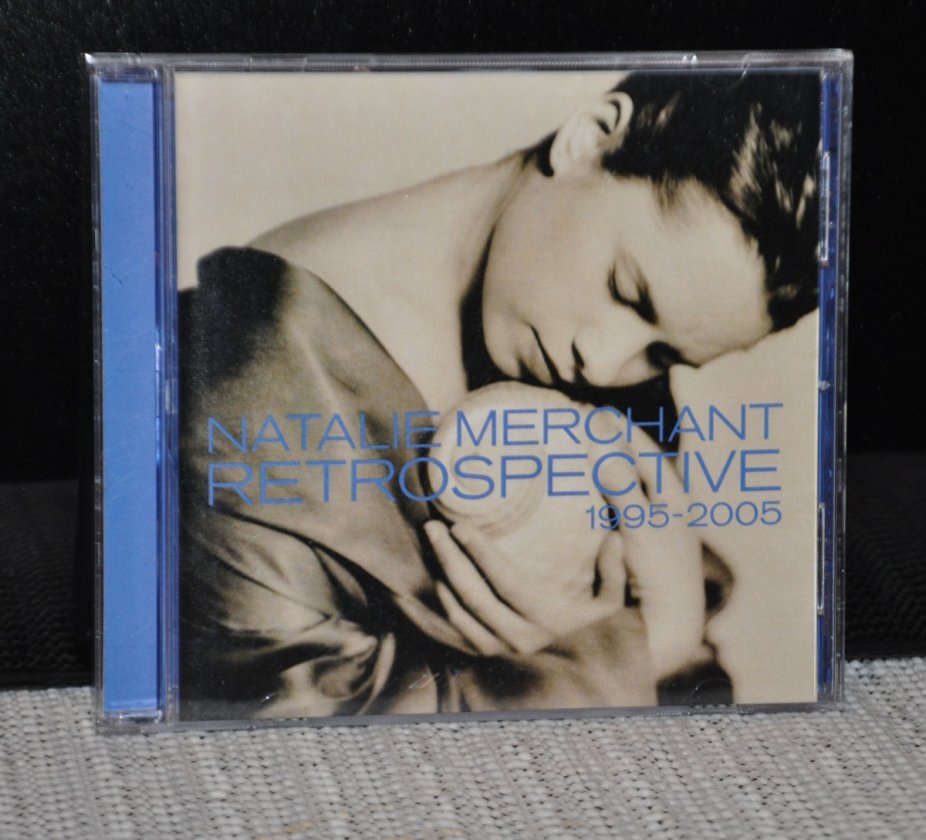 NATALIE MERCHANT
RETROSPECTIVE
1995-2005